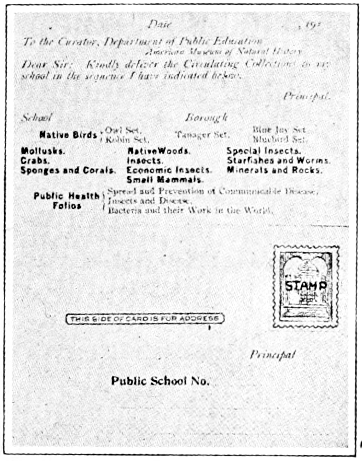 Date , 191
To the Curator, Department of Public Education
American Museum of Natural History
Dear Sir: Kindly deliver the Circulating Collections to my
school in the sequence I have indicated below.
Principal.
School Borough
Native Birds { Owl Set. Tanager Set. Blue Jay Set.
Robin Set. Bluebird Set.
Mollusks. Native Woods. Special Insects.
Crabs. Insects. Starfishes and Worms.
Sponges and Corals. Economic Insects. Minerals and Rocks.
Small Mammals.
Public Health Folios { Spread and Prevention of Communicable Disease.
Insects and Disease.
Bacteria and their Work in the World.
STAMP
THIS SIDE OF CARD IS FOR ADDRESS
Principal
Public School No.